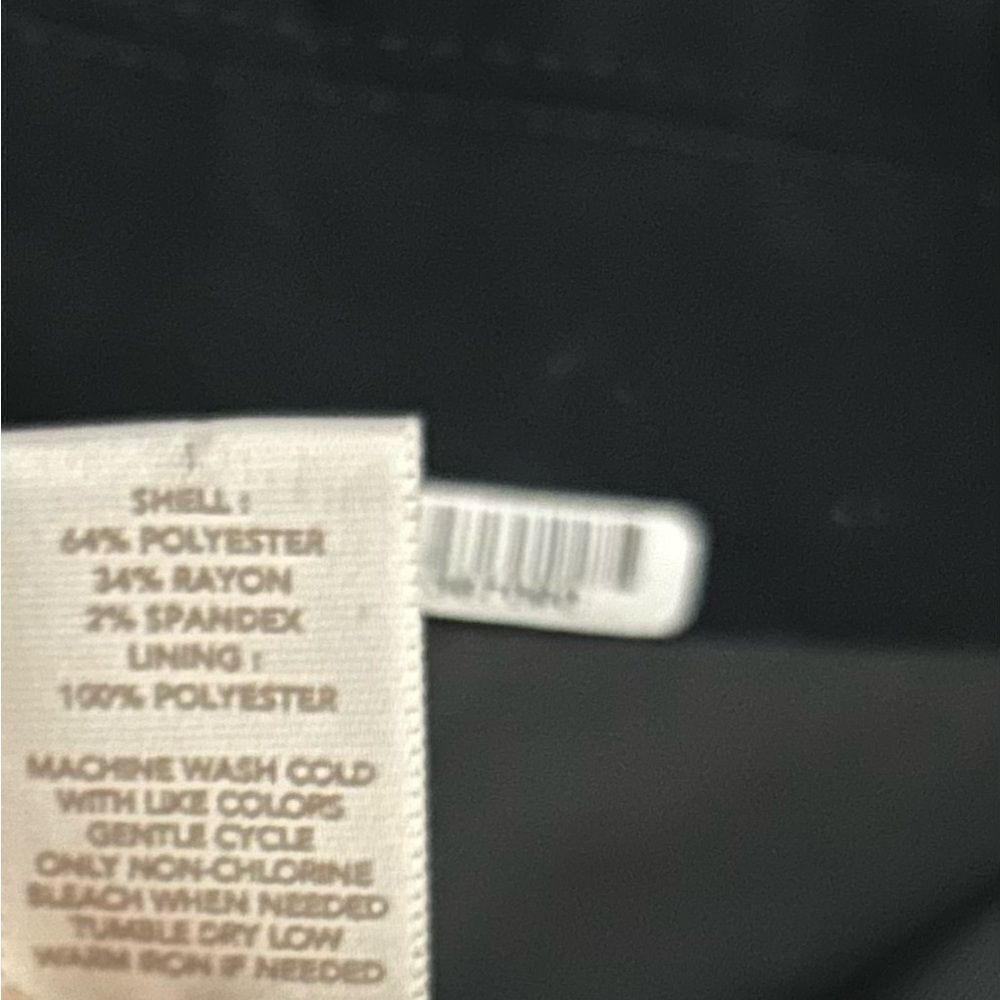 SHELL :
64% POLYESTER
34% RAYON
2% SPANDEX
LINING :
100% POLYESTER
MACHINE WASH COLD
WITH LIKE COLORS
GENTLE CYCLE
ONLY NON-CHLORINE
BLEACH WHEN NEEDED
TUMBLE DRY LOW
WARM IRON IF NEEDED